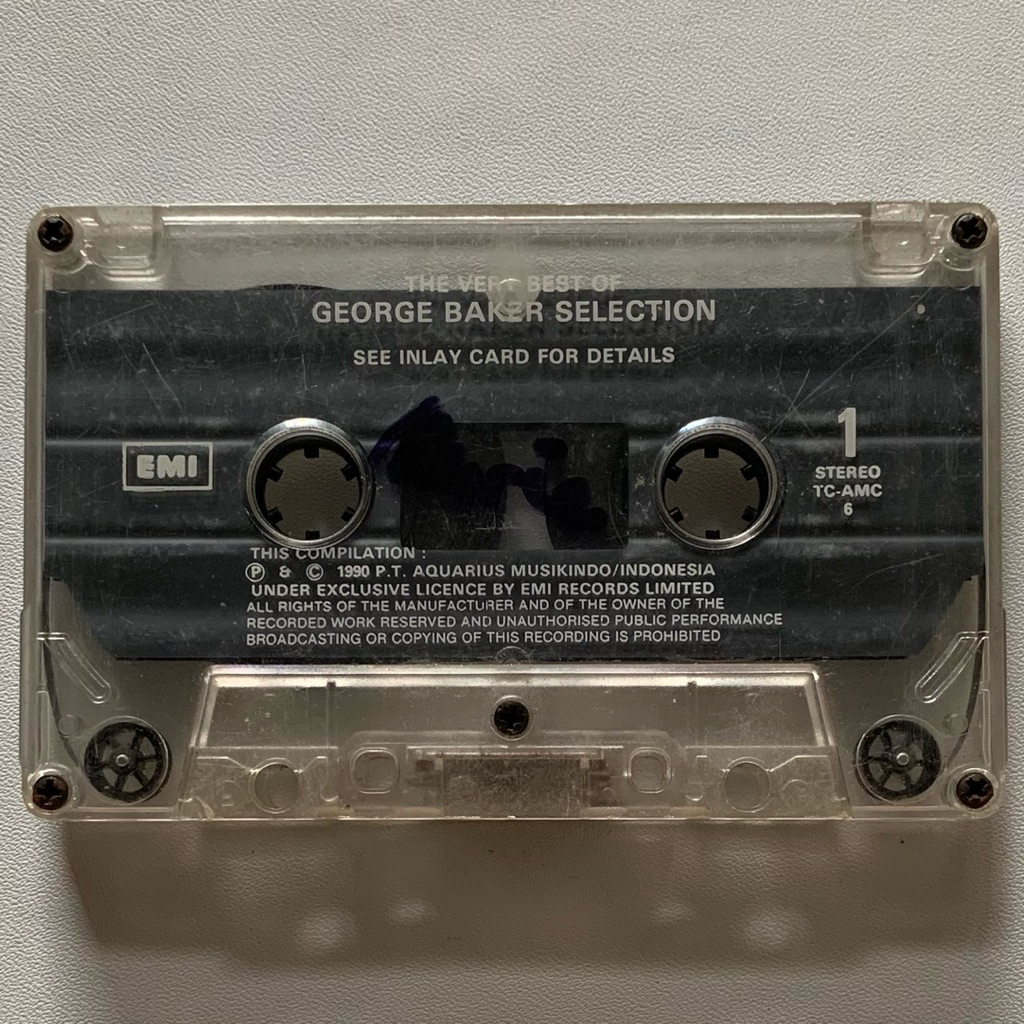 THE VERY BEST OF
GEORGE BAKER SELECTION
SEE INLAY CARD FOR DETAILS
EMI
1
STEREO
TC-AMC
6
THIS COMPILATION :
Ⓟ & © 1990 P.T. AQUARIUS MUSIKINDO/INDONESIA
UNDER EXCLUSIVE LICENCE BY EMI RECORDS LIMITED
ALL RIGHTS OF THE MANUFACTURER AND OF THE OWNER OF THE
RECORDED WORK RESERVED AND UNAUTHORISED PUBLIC PERFORMANCE
BROADCASTING OR COPYING OF THIS RECORDING IS PROHIBITED